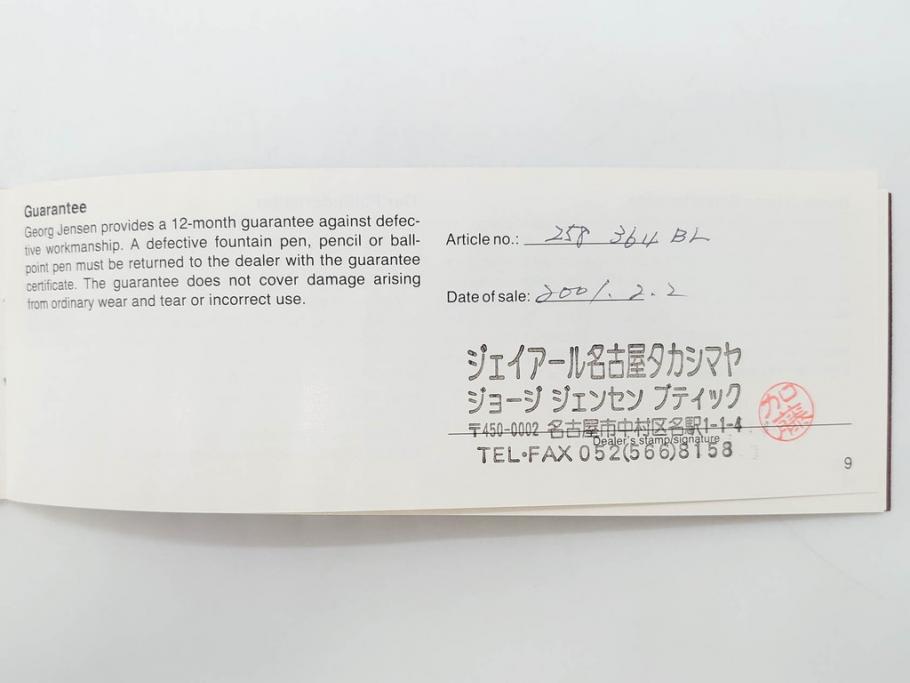 Guarantee
Georg Jensen provides a 12-month guarantee against defec-
tive workmanship. A defective fountain pen, pencil or ball-
point pen must be returned to the dealer with the guarantee
certificate. The guarantee does not cover damage arising
from ordinary wear and tear or incorrect use.
Article no.: 258 364 BL
Date of sale: 2001.2.2
ジェイアール名古屋タカシマヤ
ジョージ ジェンセン ブティック
〒450-0002 名古屋市中村区名駅1-1-4
Dealer's stamp/signature
TEL・FAX 052(566)8158
加藤
9